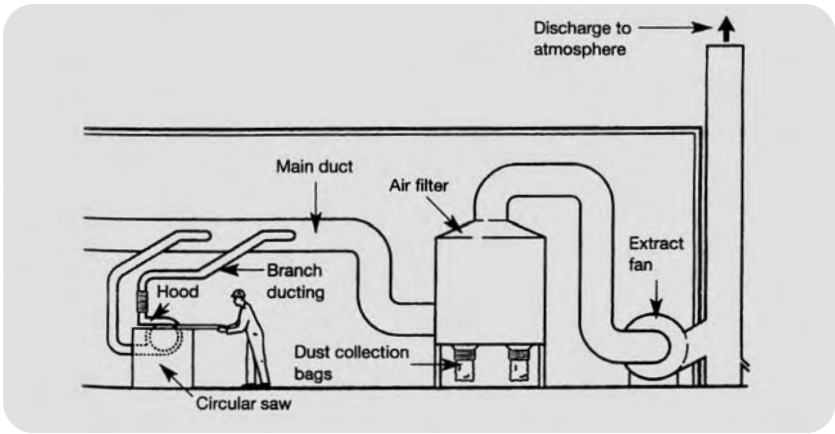 Discharge to
atmosphere
Main duct
Air filter
Extract
fan
Branch
ducting
Hood
Dust collection
bags
Circular saw